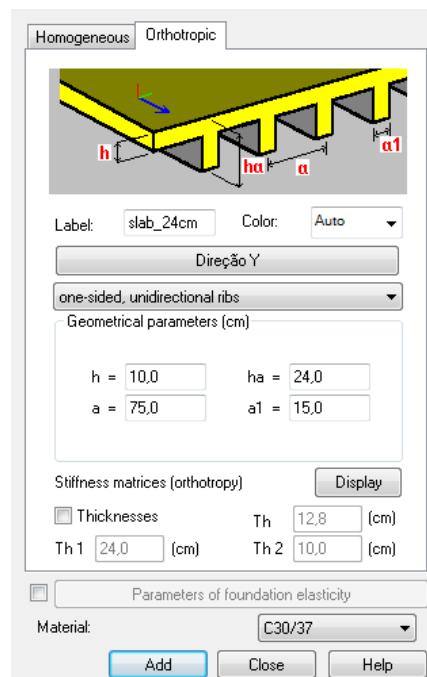 Homogeneous Orthotropic
h hα α α1
Label: slab_24cm Color: Auto
Direção Y
one-sided, unidirectional ribs
Geometrical parameters (cm)
h = 10,0 ha = 24,0
a = 75,0 a1 = 15,0
Stiffness matrices (orthotropy) Display
Thicknesses Th 12,8 (cm)
Th 1 24,0 (cm) Th 2 10,0 (cm)
Parameters of foundation elasticity
Material: C30/37
Add Close Help